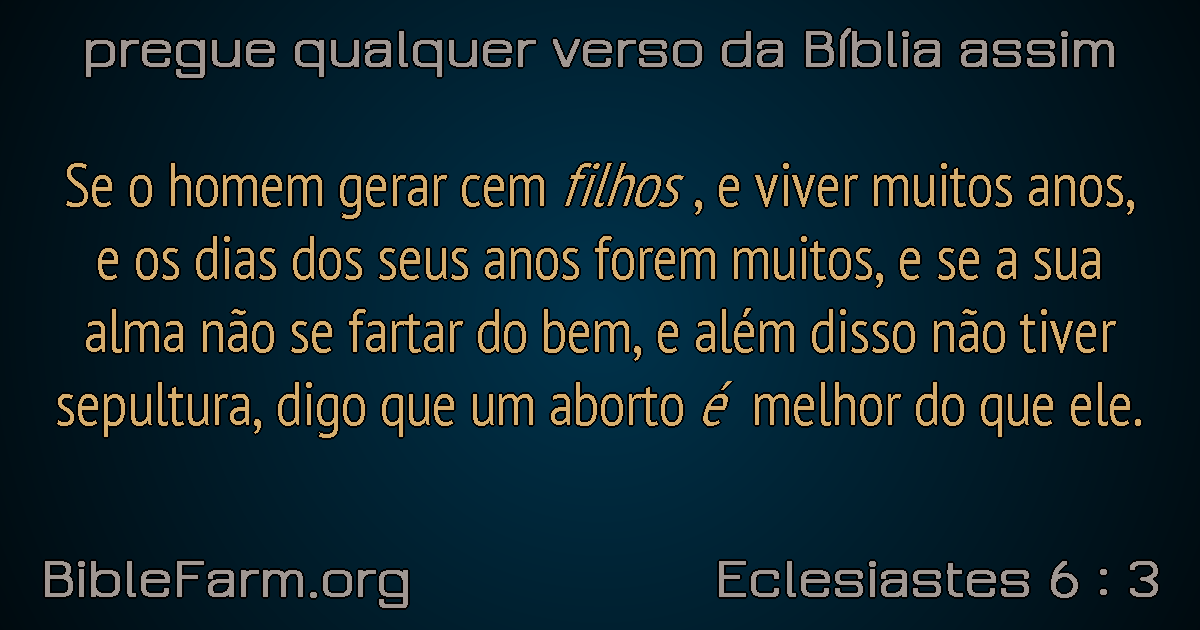 pregue qualquer verso da Bíblia assim
Se o homem gerar cem filhos , e viver muitos anos,
e os dias dos seus anos forem muitos, e se a sua
alma não se fartar do bem, e além disso não tiver
sepultura, digo que um aborto é melhor do que ele.
BibleFarm.org
Eclesiastes 6 : 3